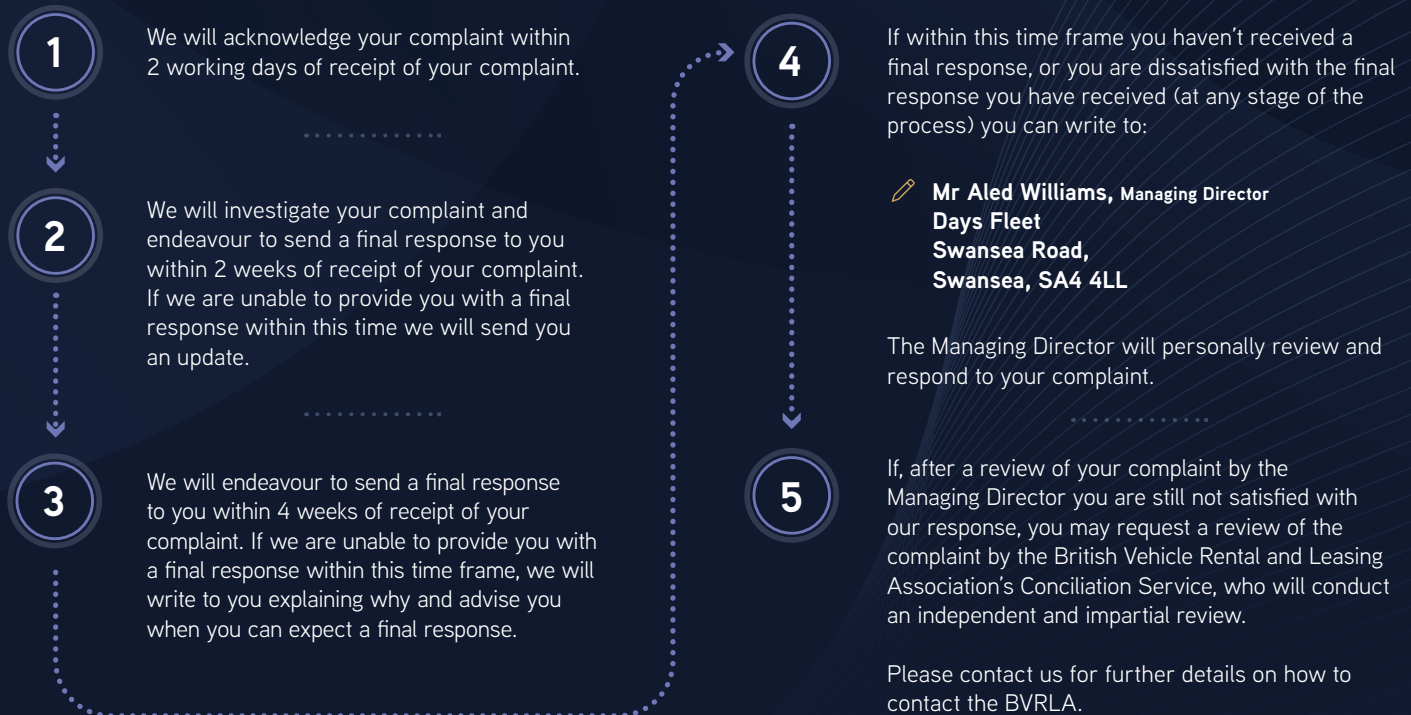 1
We will acknowledge your complaint within
2 working days of receipt of your complaint.
2
We will investigate your complaint and
endeavour to send a final response to you
within 2 weeks of receipt of your complaint.
If we are unable to provide you with a final
response within this time we will send you
an update.
3
We will endeavour to send a final response
to you within 4 weeks of receipt of your
complaint. If we are unable to provide you with
a final response within this time frame, we will
write to you explaining why and advise you
when you can expect a final response.
4
If within this time frame you haven't received a
final response, or you are dissatisfied with the final
response you have received (at any stage of the
process) you can write to:
Mr Aled Williams, Managing Director
Days Fleet
Swansea Road,
Swansea, SA4 4LL
The Managing Director will personally review and
respond to your complaint.
5
If, after a review of your complaint by the
Managing Director you are still not satisfied with
our response, you may request a review of the
complaint by the British Vehicle Rental and Leasing
Association's Conciliation Service, who will conduct
an independent and impartial review.
Please contact us for further details on how to
contact the BVRLA.